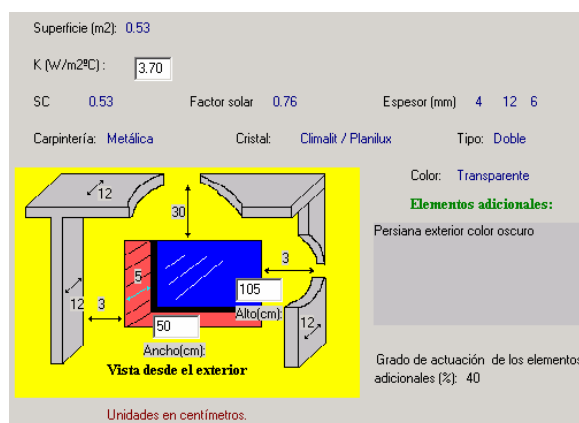 Superficie (m2): 0.53
K (W/m2ºC) : 3.70
SC 0.53 Factor solar 0.76 Espesor (mm) 4 12 6
Carpintería: Metálica Cristal: Climalit / Planilux Tipo: Doble
Color: Transparente
Elementos adicionales:
Persiana exterior color oscuro
12
30
3
5
105
Alto(cm):
12 3
50
12
Ancho(cm):
Vista desde el exterior
Grado de actuación de los elementos
adicionales (%): 40
Unidades en centímetros.